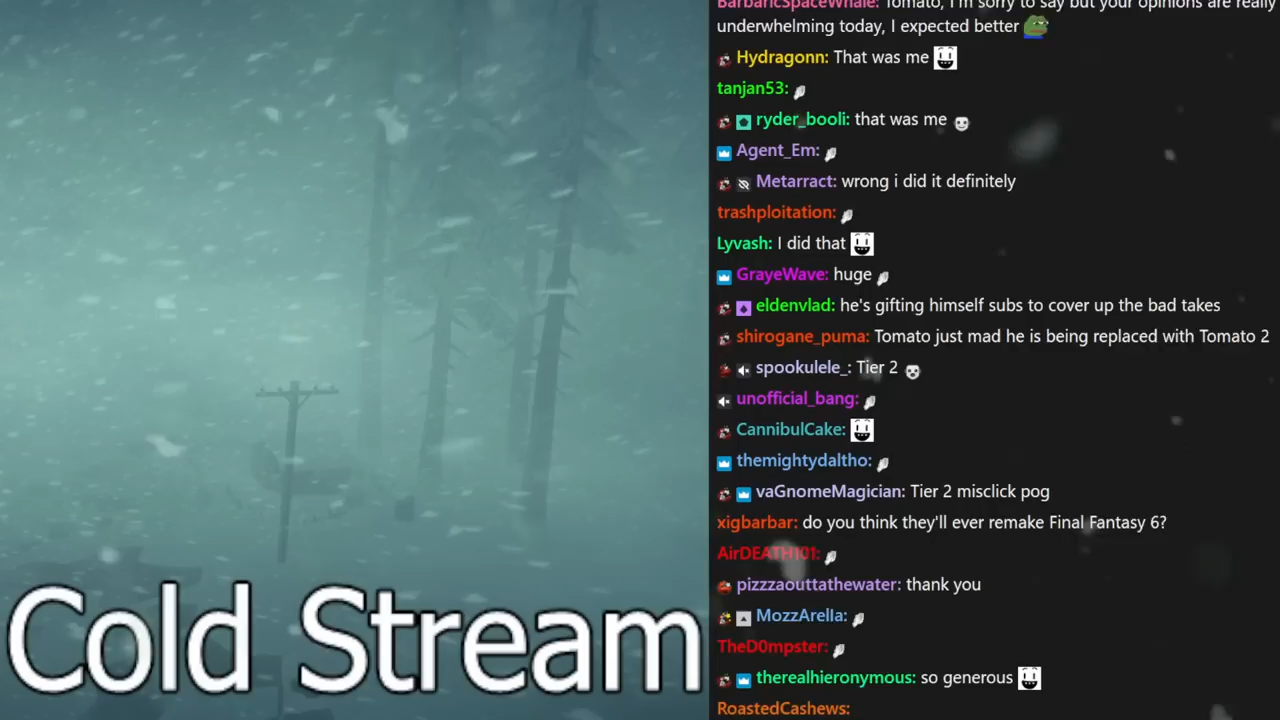 BarbaricSpaceWhale: Tomato, I'm sorry to say but your opinions are really
underwhelming today, I expected better
Hydragonn: That was me
tanjan53:
ryder_booli: that was me
Agent_Em:
Metarract: wrong i did it definitely
trashploitation:
Lyvash: I did that
GrayeWave: huge
eldenvlad: he's gifting himself subs to cover up the bad takes
shirogane_puma: Tomato just mad he is being replaced with Tomato 2
spookulele_: Tier 2
unofficial_bang:
CannibulCake:
themightydaltho:
vaGnomeMagician: Tier 2 misclick pog
xigbarbar: do you think they'll ever remake Final Fantasy 6?
AirDEATH101:
pizzzaouttathewater: thank you
MozzArella:
TheD0mpster:
therealhieronymous: so generous
RoastedCashews:
Cold Stream